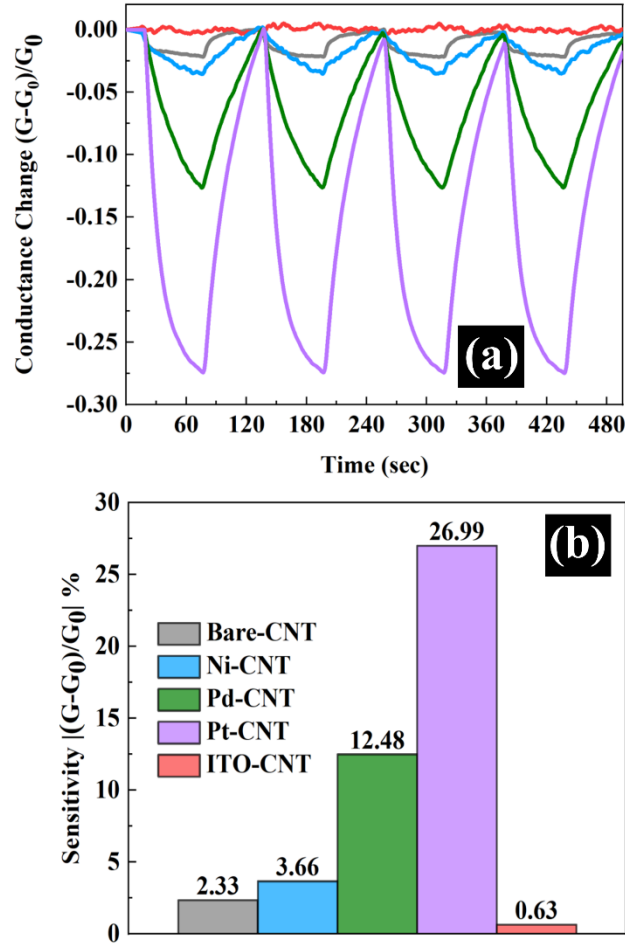 0.00
-0.05
-0.10
-0.15
-0.20
-0.25
-0.30
Conductance Change (G-G₀)/G₀
0 60 120 180 240 300 360 420 480
Time (sec)
(a)
30
25
20
15
10
5
0
Sensitivity |(G-G₀)/G₀| %
(b)
Bare-CNT
Ni-CNT
Pd-CNT
Pt-CNT
ITO-CNT
2.33
3.66
12.48
26.99
0.63